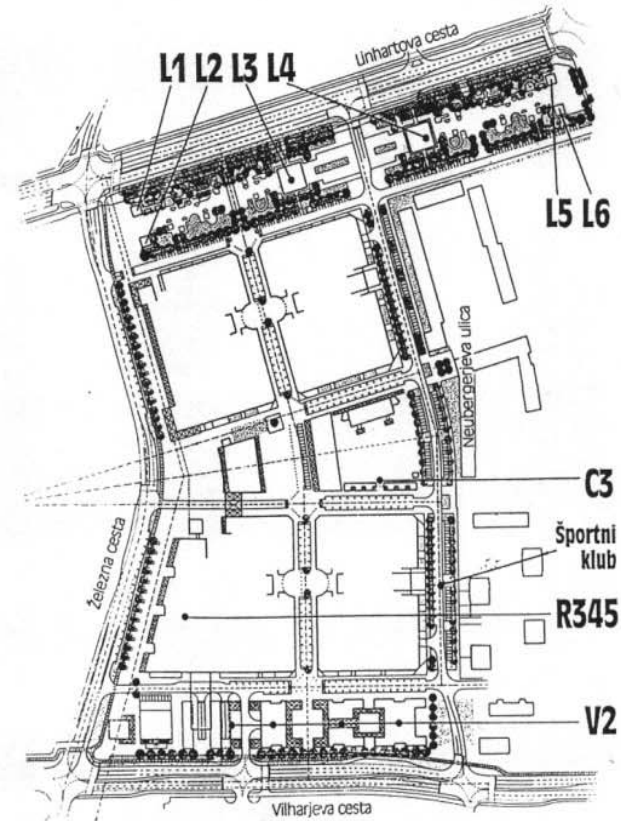 Linhartova cesta
L1 L2 L3 L4
L5 L6
Neubergerjeva ulica
C3
Športni
klub
Železna cesta
R345
V2
Vilharjeva cesta